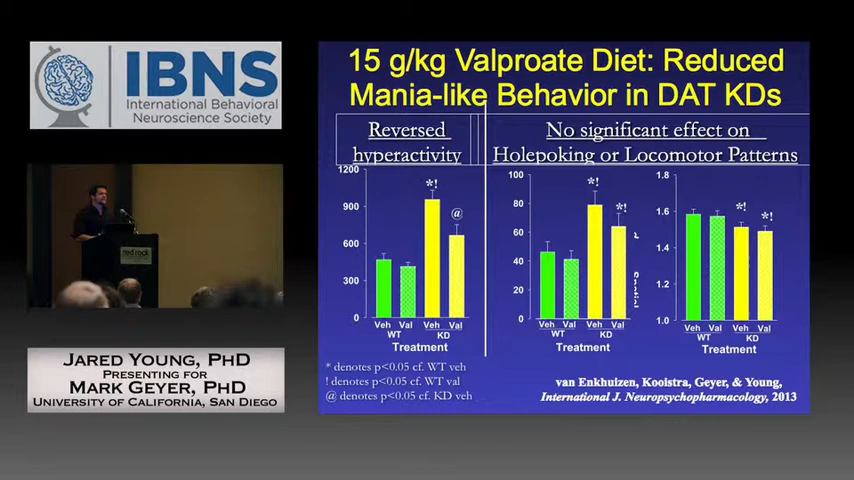 IBNS
International Behavioral
Neuroscience Society
red rock
JARED YOUNG, PHD
PRESENTING FOR
MARK GEYER, PHD
UNIVERSITY OF CALIFORNIA, SAN DIEGO
15 g/kg Valproate Diet: Reduced
Mania-like Behavior in DAT KDs
Reversed
hyperactivity
No significant effect on
Holepoking or Locomotor Patterns
1200
900
600
300
0
*!
@
Veh Val Veh Val
WT KD
Treatment
100
80
60
40
20
0
*!
*!
Veh Val Veh Val
WT KD
Treatment
1.8
1.6
1.4
1.2
1.0
*!
*!
Veh Val Veh Val
WT KD
Treatment
* denotes p<0.05 cf. WT veh
! denotes p<0.05 cf. WT val
@ denotes p<0.05 cf. KD veh
van Enkhuizen, Kooistra, Geyer, & Young,
International J. Neuropsychopharmacology, 2013